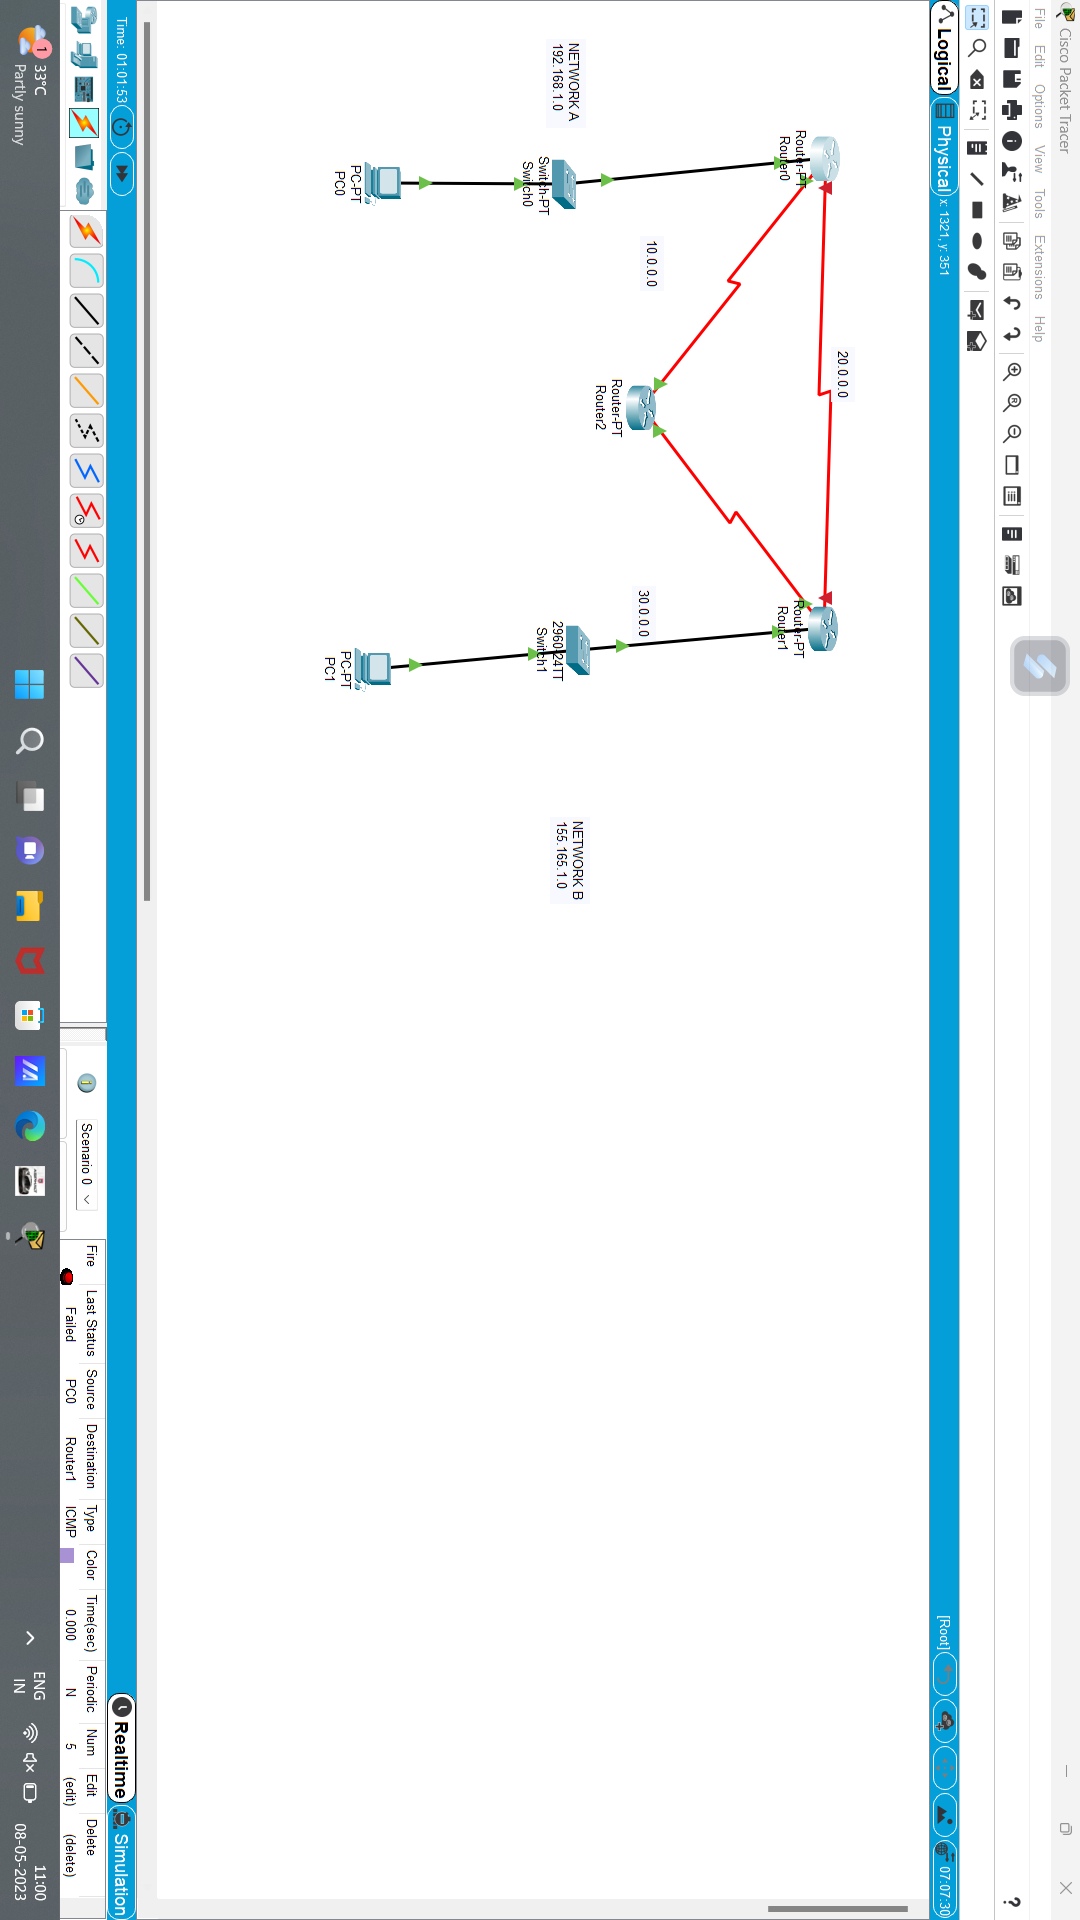 Cisco Packet Tracer
File Edit Options View Tools Extensions Help
Logical Physical x: 1321, y: 351
[Root] 07:07:30
20.0.0.0
Router-PT
Router0
Router-PT
Router1
10.0.0.0
30.0.0.0
Router-PT
Router2
NETWORK A
192.168.1.0
Switch-PT
Switch0
2960-24TT
Switch1
NETWORK B
155.165.1.0
PC-PT
PC0
PC-PT
PC1
Time: 01:01:53
Realtime Simulation
Scenario 0
Fire Last Status Source Destination Type Color Time(sec) Periodic Num Edit Delete
Failed PC0 Router1 ICMP 0.000 N 5 (edit) (delete)
1
33°C
Partly sunny
ENG
IN
11:00
08-05-2023